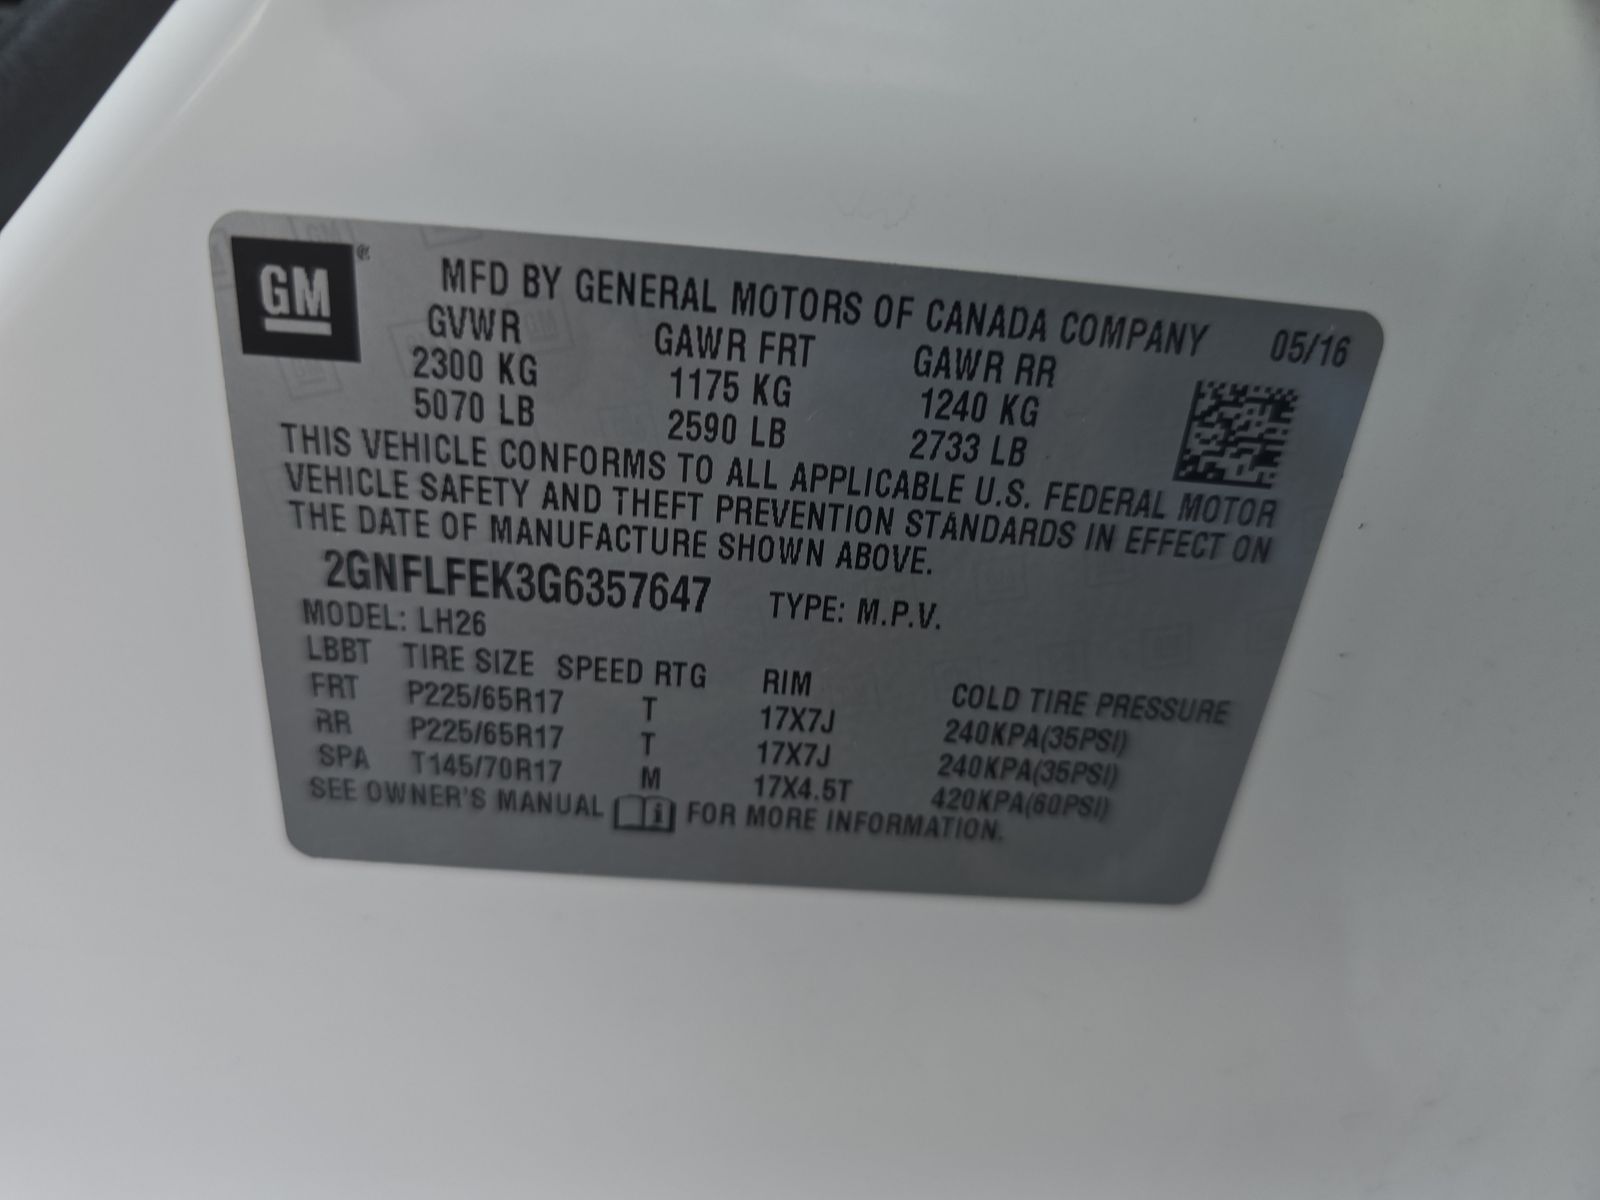 GM
MFD BY GENERAL MOTORS OF CANADA COMPANY 05/16
GVWR GAWR FRT GAWR RR
2300 KG 1175 KG 1240 KG
5070 LB 2590 LB 2733 LB
THIS VEHICLE CONFORMS TO ALL APPLICABLE U.S. FEDERAL MOTOR
VEHICLE SAFETY AND THEFT PREVENTION STANDARDS IN EFFECT ON
THE DATE OF MANUFACTURE SHOWN ABOVE.
2GNFLFEK3G6357647 TYPE: M.P.V.
MODEL: LH26
LBBT TIRE SIZE SPEED RTG RIM COLD TIRE PRESSURE
FRT P225/65R17 T 17X7J 240KPA(35PSI)
RR P225/65R17 T 17X7J 240KPA(35PSI)
SPA T145/70R17 M 17X4.5T 420KPA(60PSI)
SEE OWNER'S MANUAL i FOR MORE INFORMATION.